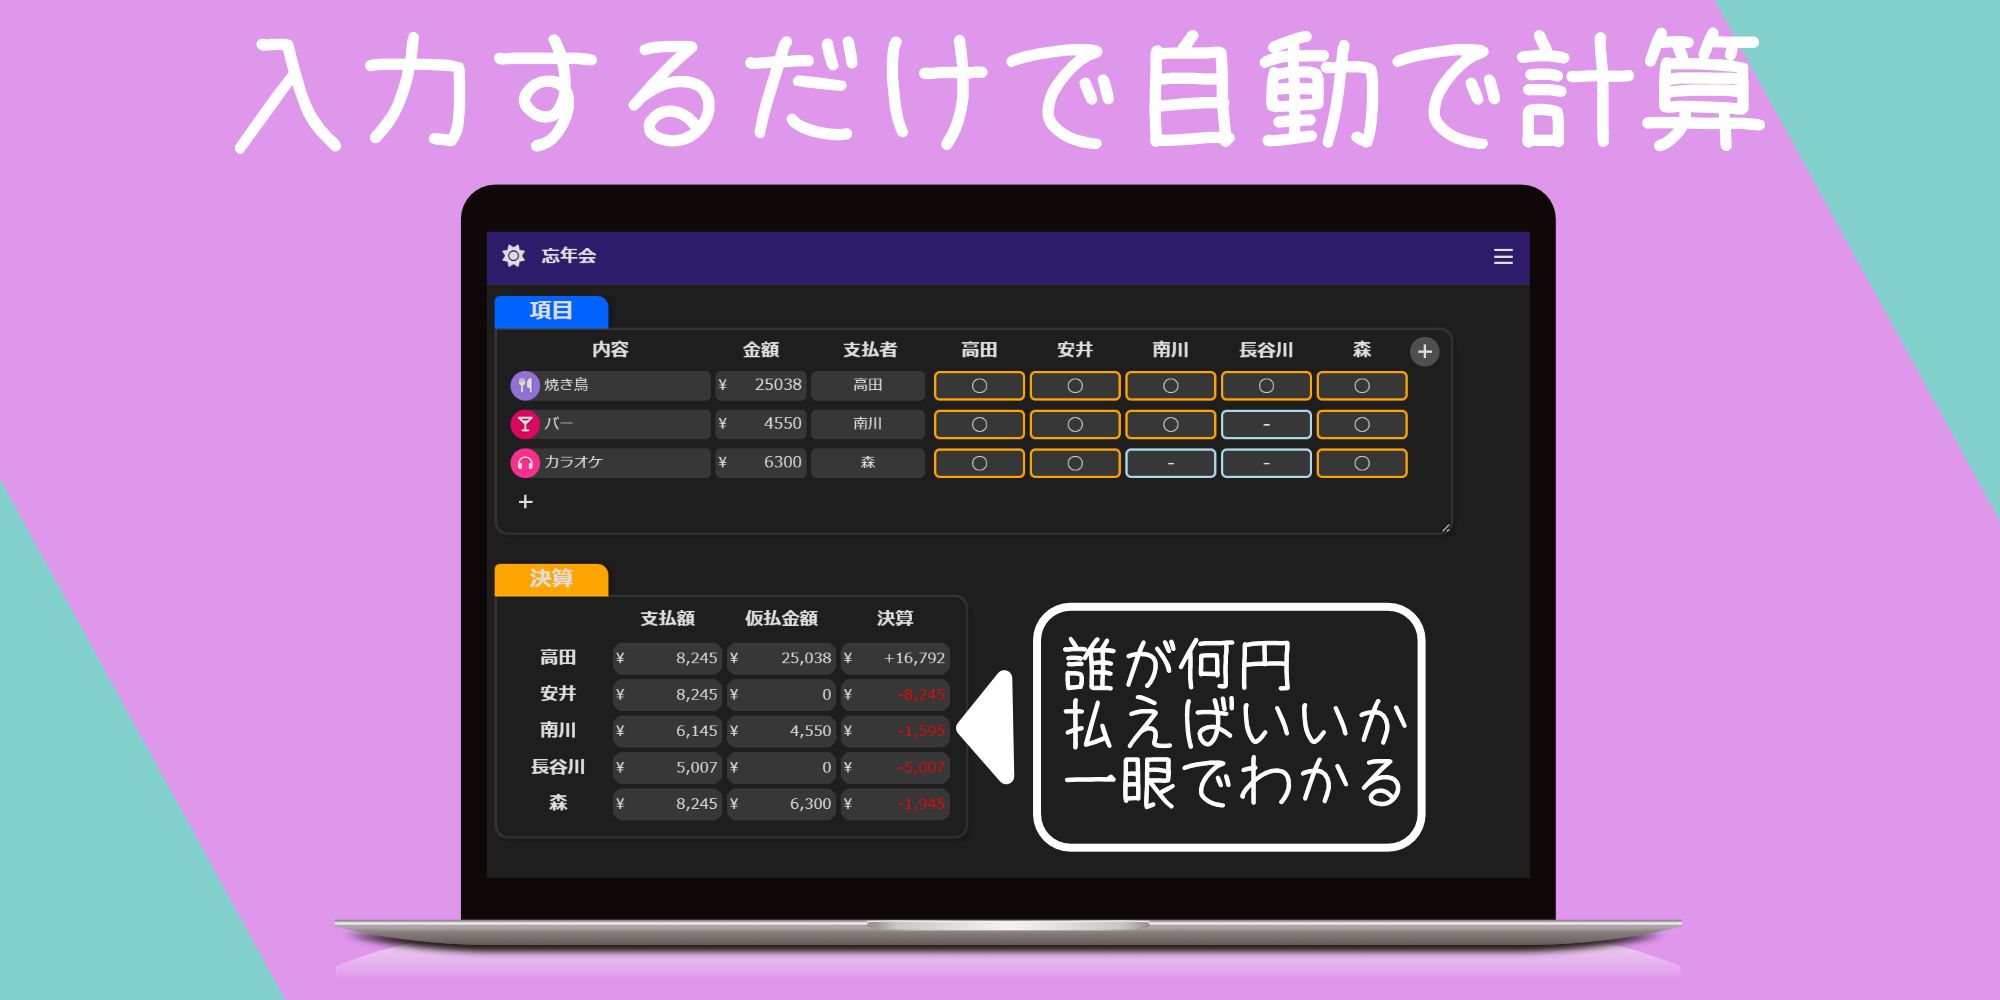 入力するだけで自動で計算
忘年会
項目
内容 金額 支払者 高田 安井 南川 長谷川 森 +
焼き鳥 ¥ 25038 高田 〇 〇 〇 〇 〇
バー ¥ 4550 南川 〇 〇 〇 - 〇
カラオケ ¥ 6300 森 〇 〇 - - 〇
+
決算
支払額 仮払金額 決算
高田 ¥ 8,245 ¥ 25,038 ¥ +16,792
安井 ¥ 8,245 ¥ 0 ¥ -8,245
南川 ¥ 6,145 ¥ 4,550 ¥ -1,595
長谷川 ¥ 5,007 ¥ 0 ¥ -5,007
森 ¥ 8,245 ¥ 6,300 ¥ -1,945
誰が何円
払えばいいか
一眼でわかる